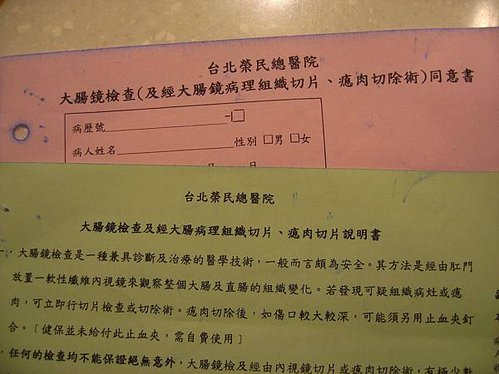 台北榮民總醫院
大腸鏡檢查(及經大腸鏡病理組織切片、瘜肉切除術)同意書
病歷號 -□
病人姓名 性別 □男 □女
月 日
台北榮民總醫院
大腸鏡檢查及經大腸病理組織切片、瘜肉切片說明書
一、大腸鏡檢查是一種兼具診斷及治療的醫學技術,一般而言頗為安全。其方法是經由肛門
放置一軟性纖維內視鏡來觀察整個大腸及直腸的組織變化。若發現可疑組織病灶或瘜
肉,可立即行切片檢查或切除術。瘜肉切除後,如傷口較大較深,可能須另用止血夾釘
合。〔健保並未給付此止血夾,需自費使用〕
任何的檢查均不能保證絕無意外,大腸鏡檢及經由內視鏡切片或瘜肉切除術,有極少數